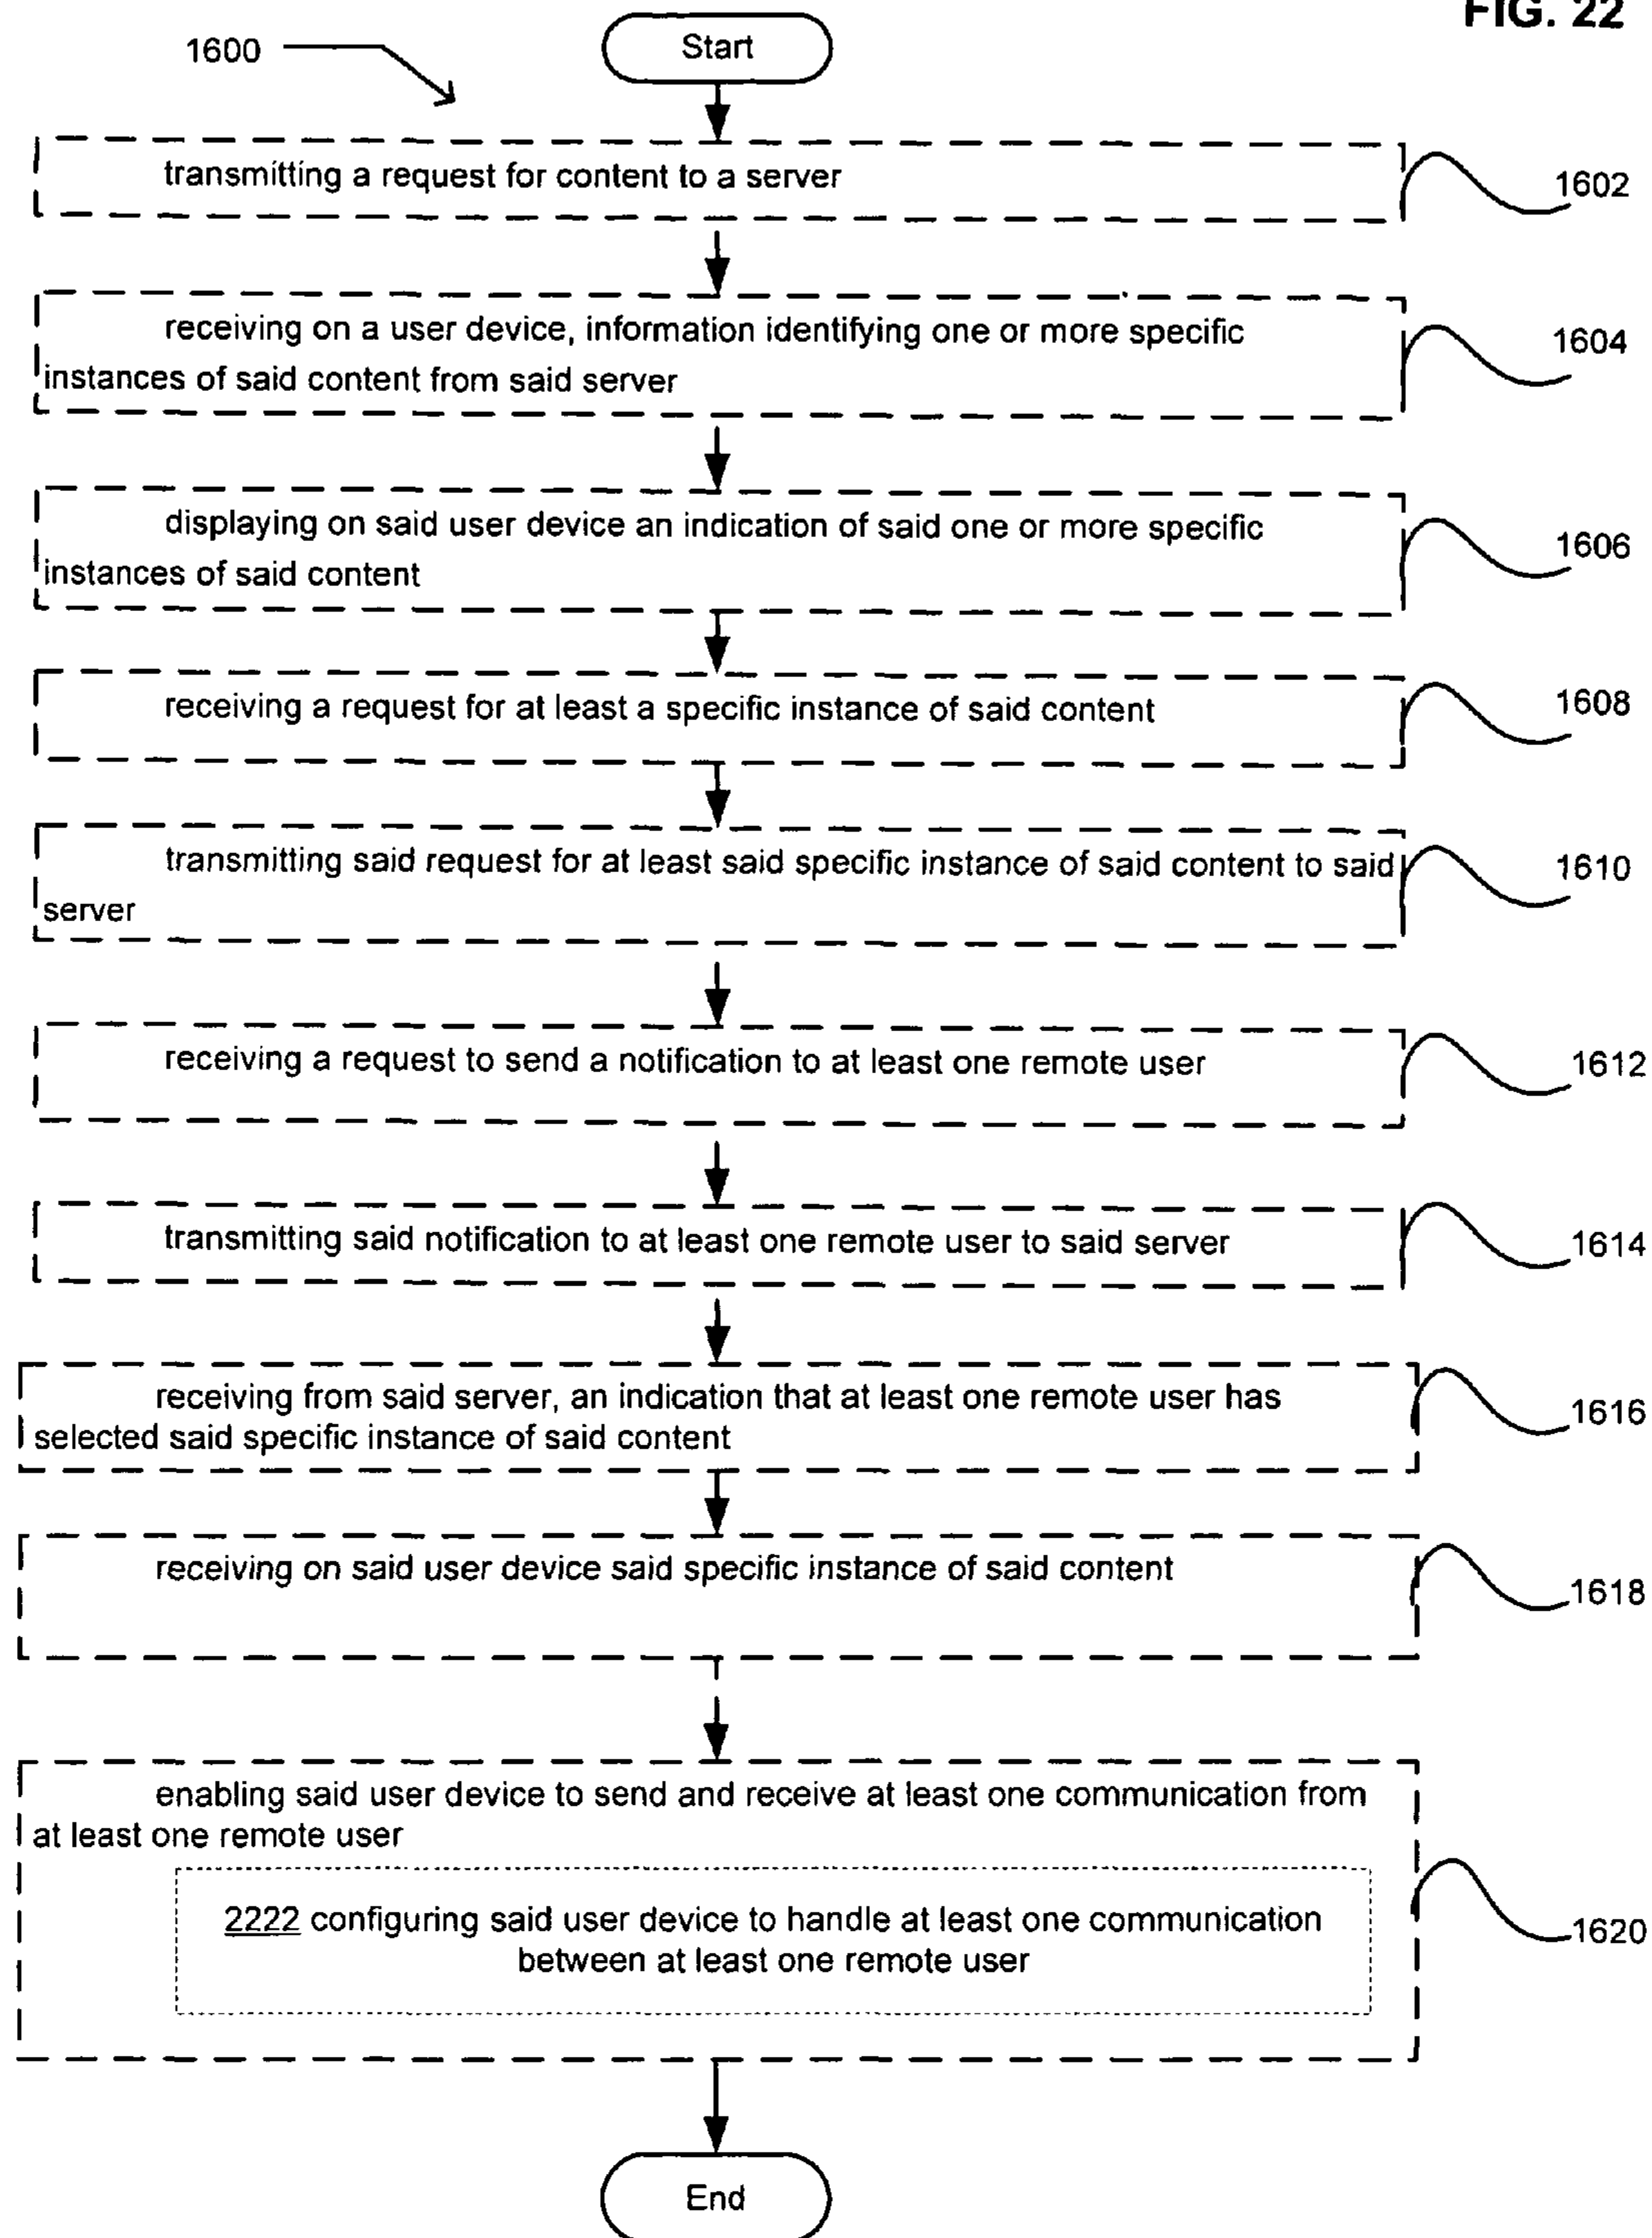 FIG. 22
1600
Start
transmitting a request for content to a server
1602
receiving on a user device, information identifying one or more specific
instances of said content from said server
1604
displaying on said user device an indication of said one or more specific
instances of said content
1606
receiving a request for at least a specific instance of said content
1608
transmitting said request for at least said specific instance of said content to said
server
1610
receiving a request to send a notification to at least one remote user
1612
transmitting said notification to at least one remote user to said server
1614
receiving from said server, an indication that at least one remote user has
selected said specific instance of said content
1616
receiving on said user device said specific instance of said content
1618
enabling said user device to send and receive at least one communication from
at least one remote user
2222 configuring said user device to handle at least one communication
between at least one remote user
1620
End